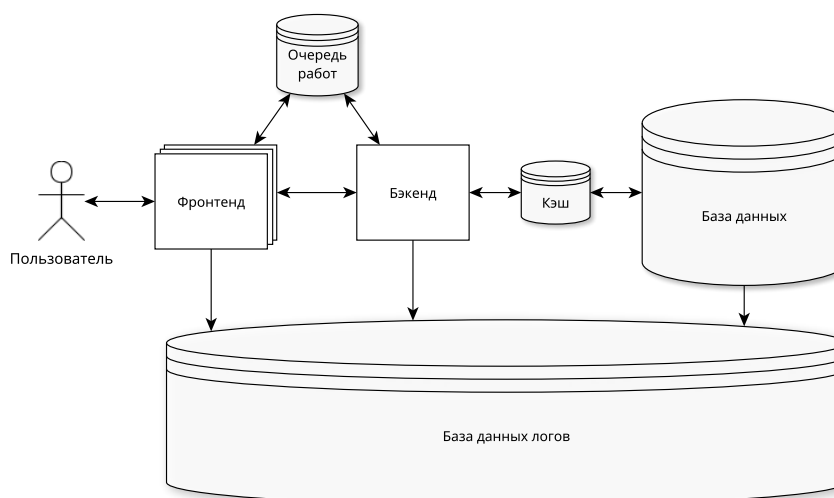 Очередь
работ
Фронтенд
Бэкенд
Кэш
База данных
Пользователь
База данных логов